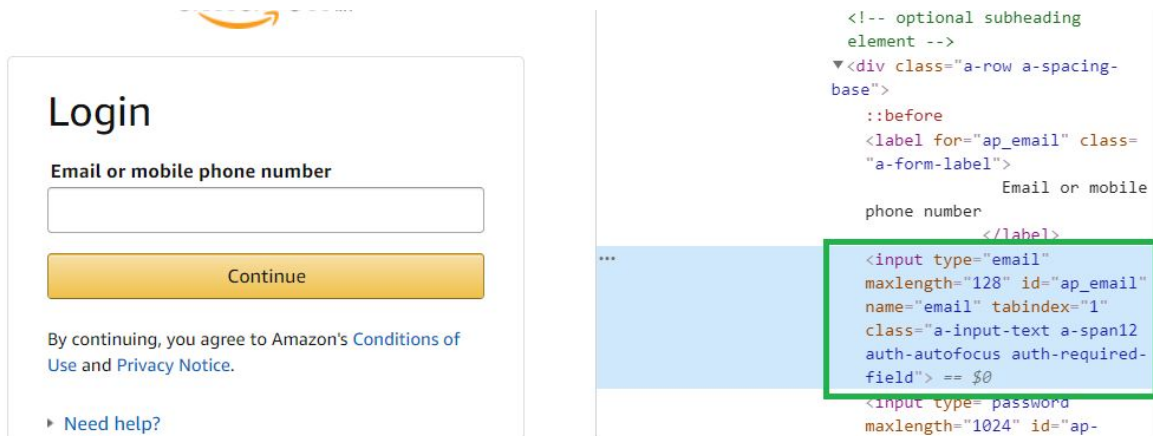 Login
Email or mobile phone number
Continue
By continuing, you agree to Amazon's Conditions of
Use and Privacy Notice.
Need help?
<!-- optional subheading
element -->
▼<div class="a-row a-spacing-
base">
::before
<label for="ap_email" class=
"a-form-label">
Email or mobile
phone number
</label>
<input type="email"
maxlength="128" id="ap_email"
name="email" tabindex="1"
class="a-input-text a-span12
auth-autofocus auth-required-
field"> == $0
<input type="password
maxlength="1024" id="ap-